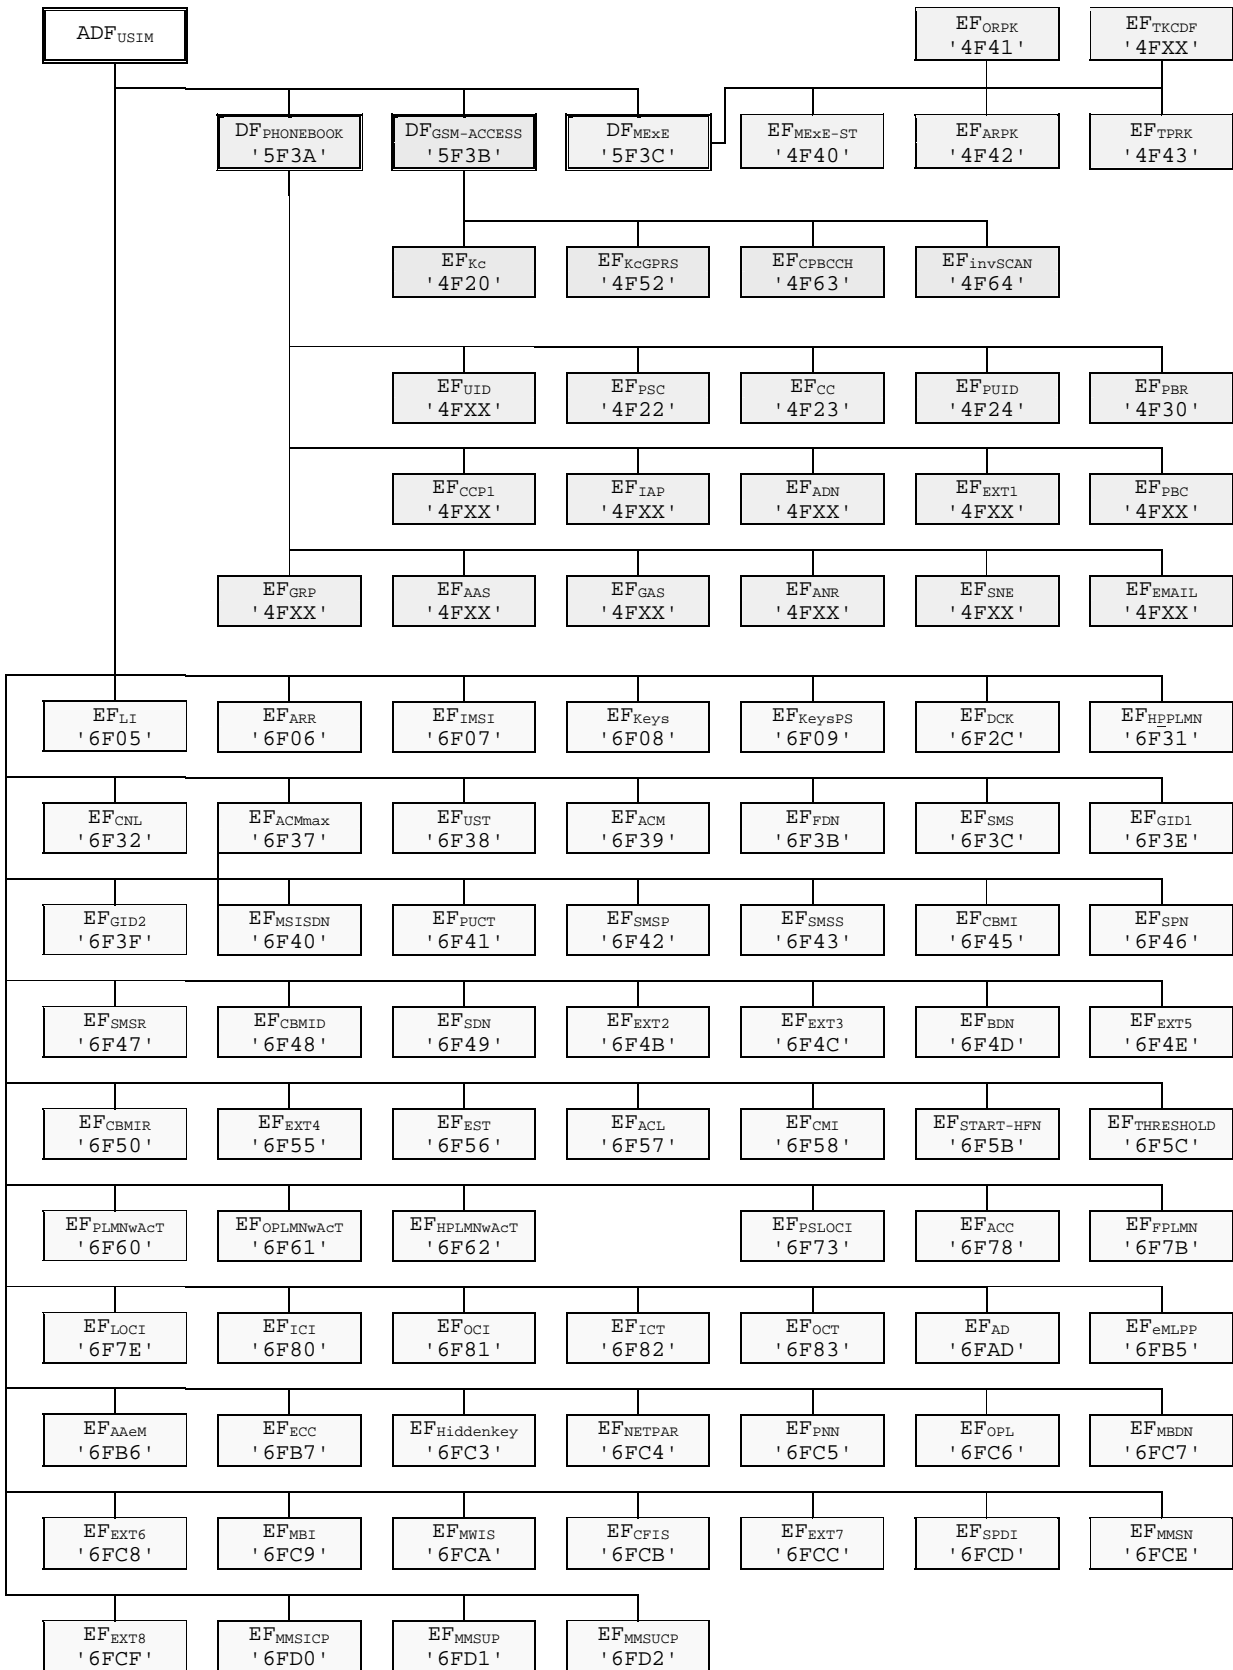 ADFUSIM
EFORPK EFTKCDF
'4F41' '4FXX'
DFPHONEBOOK DFGSM-ACCESS DFMExE EFMExE-ST EFARPK EFTPRK
'5F3A' '5F3B' '5F3C' '4F40' '4F42' '4F43'
EFKc EFKcGPRS EFCPBCCH EFinvSCAN
'4F20' '4F52' '4F63' '4F64'
EFUID EFPSC EFCC EFPUID EFPBR
'4FXX' '4F22' '4F23' '4F24' '4F30'
EFCCP1 EFIAP EFADN EFEXT1 EFPBC
'4FXX' '4FXX' '4FXX' '4FXX' '4FXX'
EFGRP EFAAS EFGAS EFANR EFSNE EFEMAIL
'4FXX' '4FXX' '4FXX' '4FXX' '4FXX' '4FXX'
EFLI EFARR EFIMSI EFKeys EFKeysPS EFDCK EFHPPLMN
'6F05' '6F06' '6F07' '6F08' '6F09' '6F2C' '6F31'
EFCNL EFACMmax EFUST EFACM EFFDN EFSMS EFGID1
'6F32' '6F37' '6F38' '6F39' '6F3B' '6F3C' '6F3E'
EFGID2 EFMSISDN EFPUCT EFSMSP EFSMSS EFCBMI EFSPN
'6F3F' '6F40' '6F41' '6F42' '6F43' '6F45' '6F46'
EFSMSR EFCBMID EFSDN EFEXT2 EFEXT3 EFBDN EFEXT5
'6F47' '6F48' '6F49' '6F4B' '6F4C' '6F4D' '6F4E'
EFCBMIR EFEXT4 EFEST EFACL EFCMI EFSTART-HFN EFTHRESHOLD
'6F50' '6F55' '6F56' '6F57' '6F58' '6F5B' '6F5C'
EFPLMNwAcT EFOPLMNwAcT EFHPLMNwAcT EFPSLOCI EFACC EFFPLMN
'6F60' '6F61' '6F62' '6F73' '6F78' '6F7B'
EFLOCI EFICI EFOCI EFICT EFOCT EFAD EFeMLPP
'6F7E' '6F80' '6F81' '6F82' '6F83' '6FAD' '6FB5'
EFAAeM EFECC EFHiddenkey EFNETPAR EFPNN EFOPL EFMBDN
'6FB6' '6FB7' '6FC3' '6FC4' '6FC5' '6FC6' '6FC7'
EFEXT6 EFMBI EFMWIS EFCFIS EFEXT7 EFSPDI EFMMSN
'6FC8' '6FC9' '6FCA' '6FCB' '6FCC' '6FCD' '6FCE'
EFEXT8 EFMMSICP EFMMSUP EFMMSUCP
'6FCF' '6FD0' '6FD1' '6FD2'